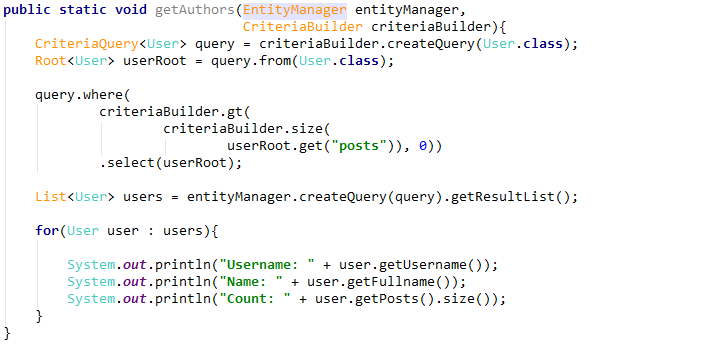 public static void getAuthors(EntityManager entityManager,
                              CriteriaBuilder criteriaBuilder){
    CriteriaQuery<User> query = criteriaBuilder.createQuery(User.class);
    Root<User> userRoot = query.from(User.class);

    query.where(
            criteriaBuilder.gt(
                    criteriaBuilder.size(
                            userRoot.get("posts")), 0))
            .select(userRoot);

    List<User> users = entityManager.createQuery(query).getResultList();

    for(User user : users){

        System.out.println("Username: " + user.getUsername());
        System.out.println("Name: " + user.getFullname());
        System.out.println("Count: " + user.getPosts().size());
    }
}